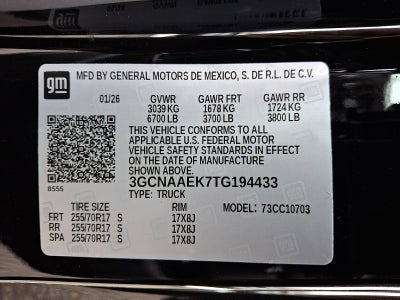 gm
MFD BY GENERAL MOTORS DE MEXICO, S. DE R.L. DE C.V.
01/26 GVWR GAWR FRT GAWR RR
3039 KG 1678 KG 1724 KG
6700 LB 3700 LB 3800 LB
THIS VEHICLE CONFORMS TO ALL
APPLICABLE U.S. FEDERAL MOTOR
VEHICLE SAFETY STANDARDS IN EFFECT
ON THE DATE OF MANUFACTURE
SHOWN ABOVE.
8555
3GCNAAEK7TG194433
TYPE: TRUCK
TIRE SIZE RIM MODEL: 73CC10703
FRT 255/70R17 S 17X8J
RR 255/70R17 S 17X8J
SPA 255/70R17 S 17X8J